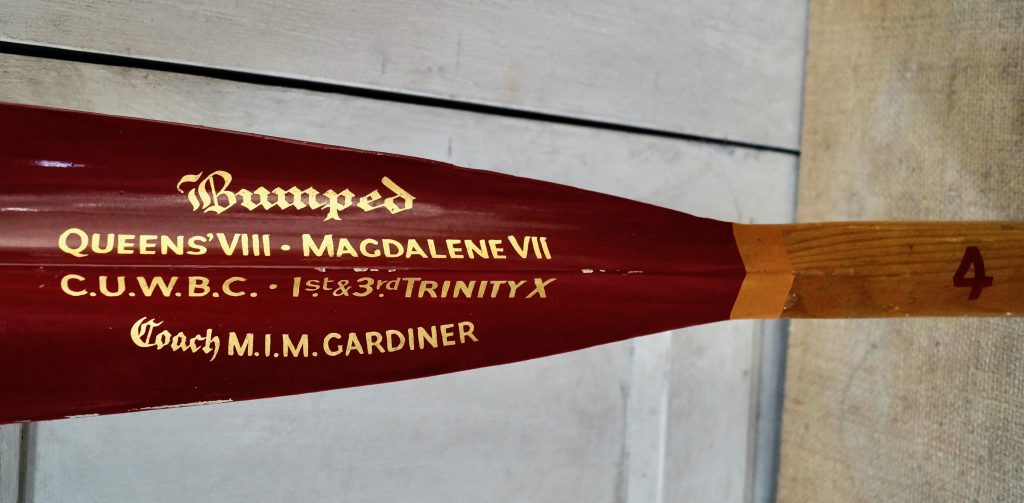 Bumped
QUEENS' VIII · MAGDALENE VII
C.U.W.B.C. · 1st & 3rd TRINITY X
Coach M.I.M. GARDINER
4